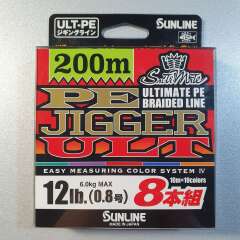 ULT-PE
ジギングライン
SUNLINE
200m
SaltiMate
ULTIMATE PE
BRAIDED LINE
PE
JIGGER
ULT
EASY MEASURING COLOR SYSTEM IV
10m×10colors
6.0kg MAX
12lb.(0.8号)
8本組
SUNLINE
MADE IN JAPAN